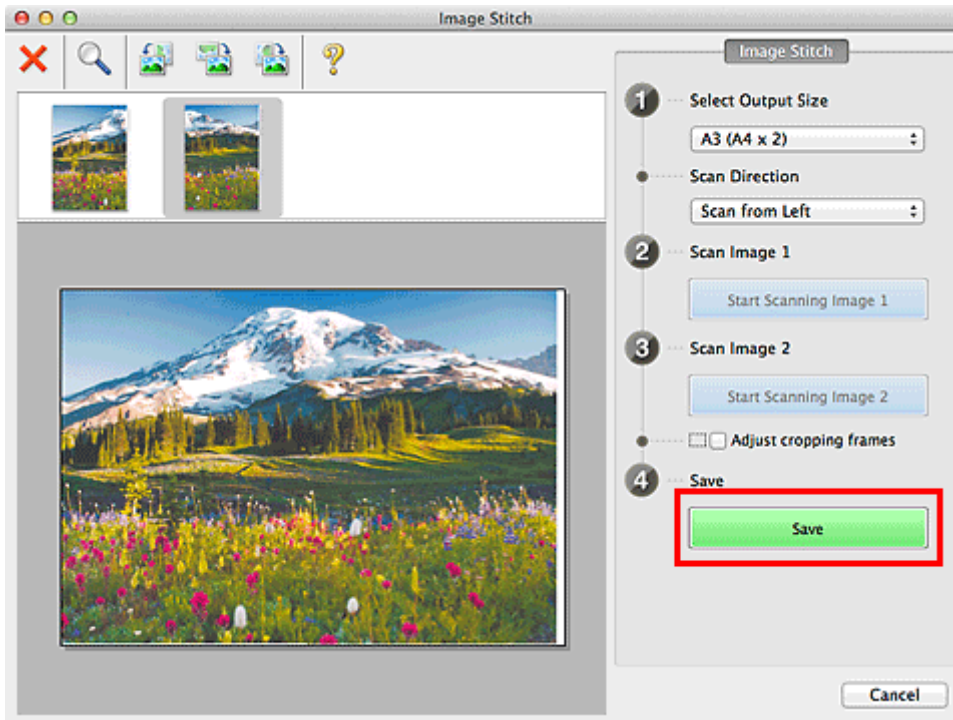 Image Stitch
?
Image Stitch
1 Select Output Size
A3 (A4 x 2)
Scan Direction
Scan from Left
2 Scan Image 1
Start Scanning Image 1
3 Scan Image 2
Start Scanning Image 2
Adjust cropping frames
4 Save
Save
Cancel